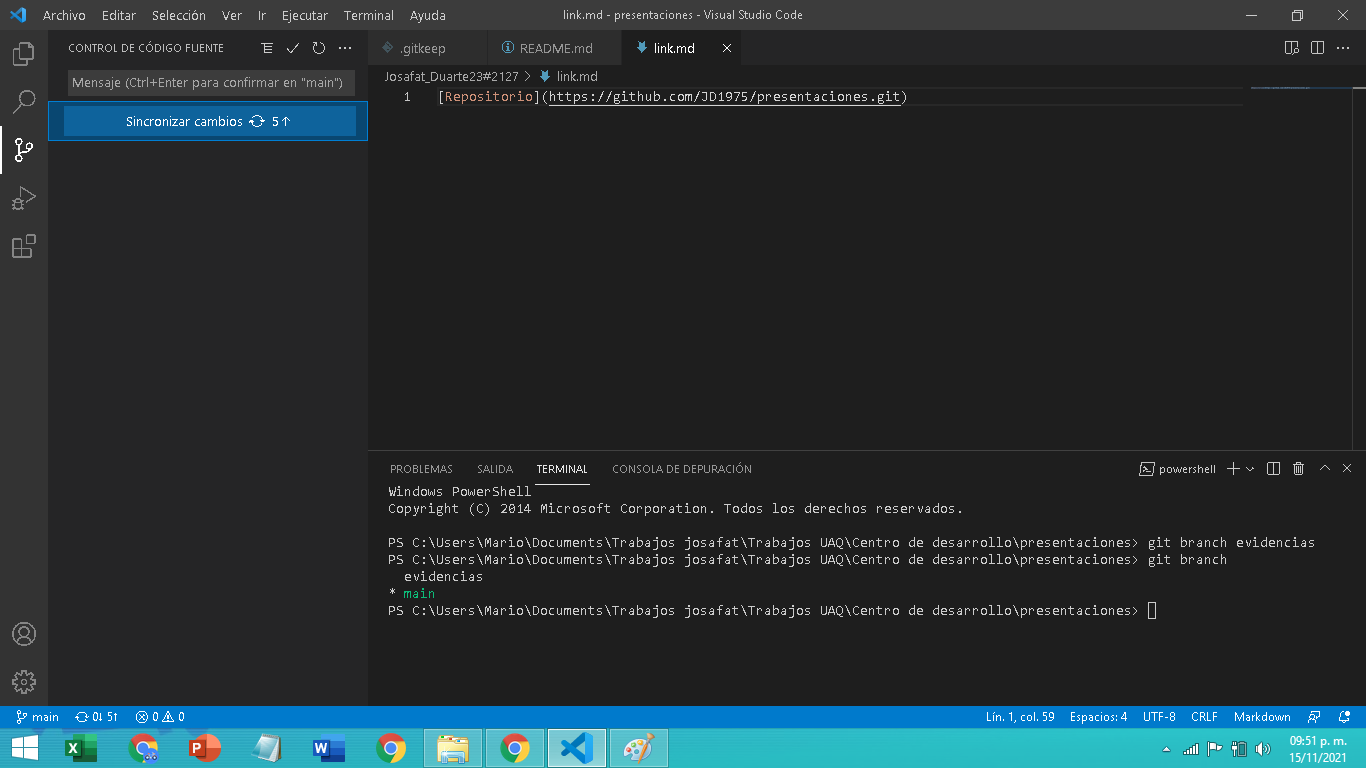 Archivo Editar Selección Ver Ir Ejecutar Terminal Ayuda
link.md - presentaciones - Visual Studio Code
CONTROL DE CÓDIGO FUENTE
Mensaje (Ctrl+Enter para confirmar en "main")
Sincronizar cambios 5↑
.gitkeep
README.md
link.md
Josafat_Duarte23#2127 > link.md
1 [Repositorio](https://github.com/JD1975/presentaciones.git)
PROBLEMAS SALIDA TERMINAL CONSOLA DE DEPURACIÓN
powershell
Windows PowerShell
Copyright (C) 2014 Microsoft Corporation. Todos los derechos reservados.
PS C:\Users\Mario\Documents\Trabajos josafat\Trabajos UAQ\Centro de desarrollo\presentaciones> git branch evidencias
PS C:\Users\Mario\Documents\Trabajos josafat\Trabajos UAQ\Centro de desarrollo\presentaciones> git branch
evidencias
* main
PS C:\Users\Mario\Documents\Trabajos josafat\Trabajos UAQ\Centro de desarrollo\presentaciones>
main 0↓ 5↑ 0 0
Lín. 1, col. 59 Espacios: 4 UTF-8 CRLF Markdown
09:51 p. m.
15/11/2021